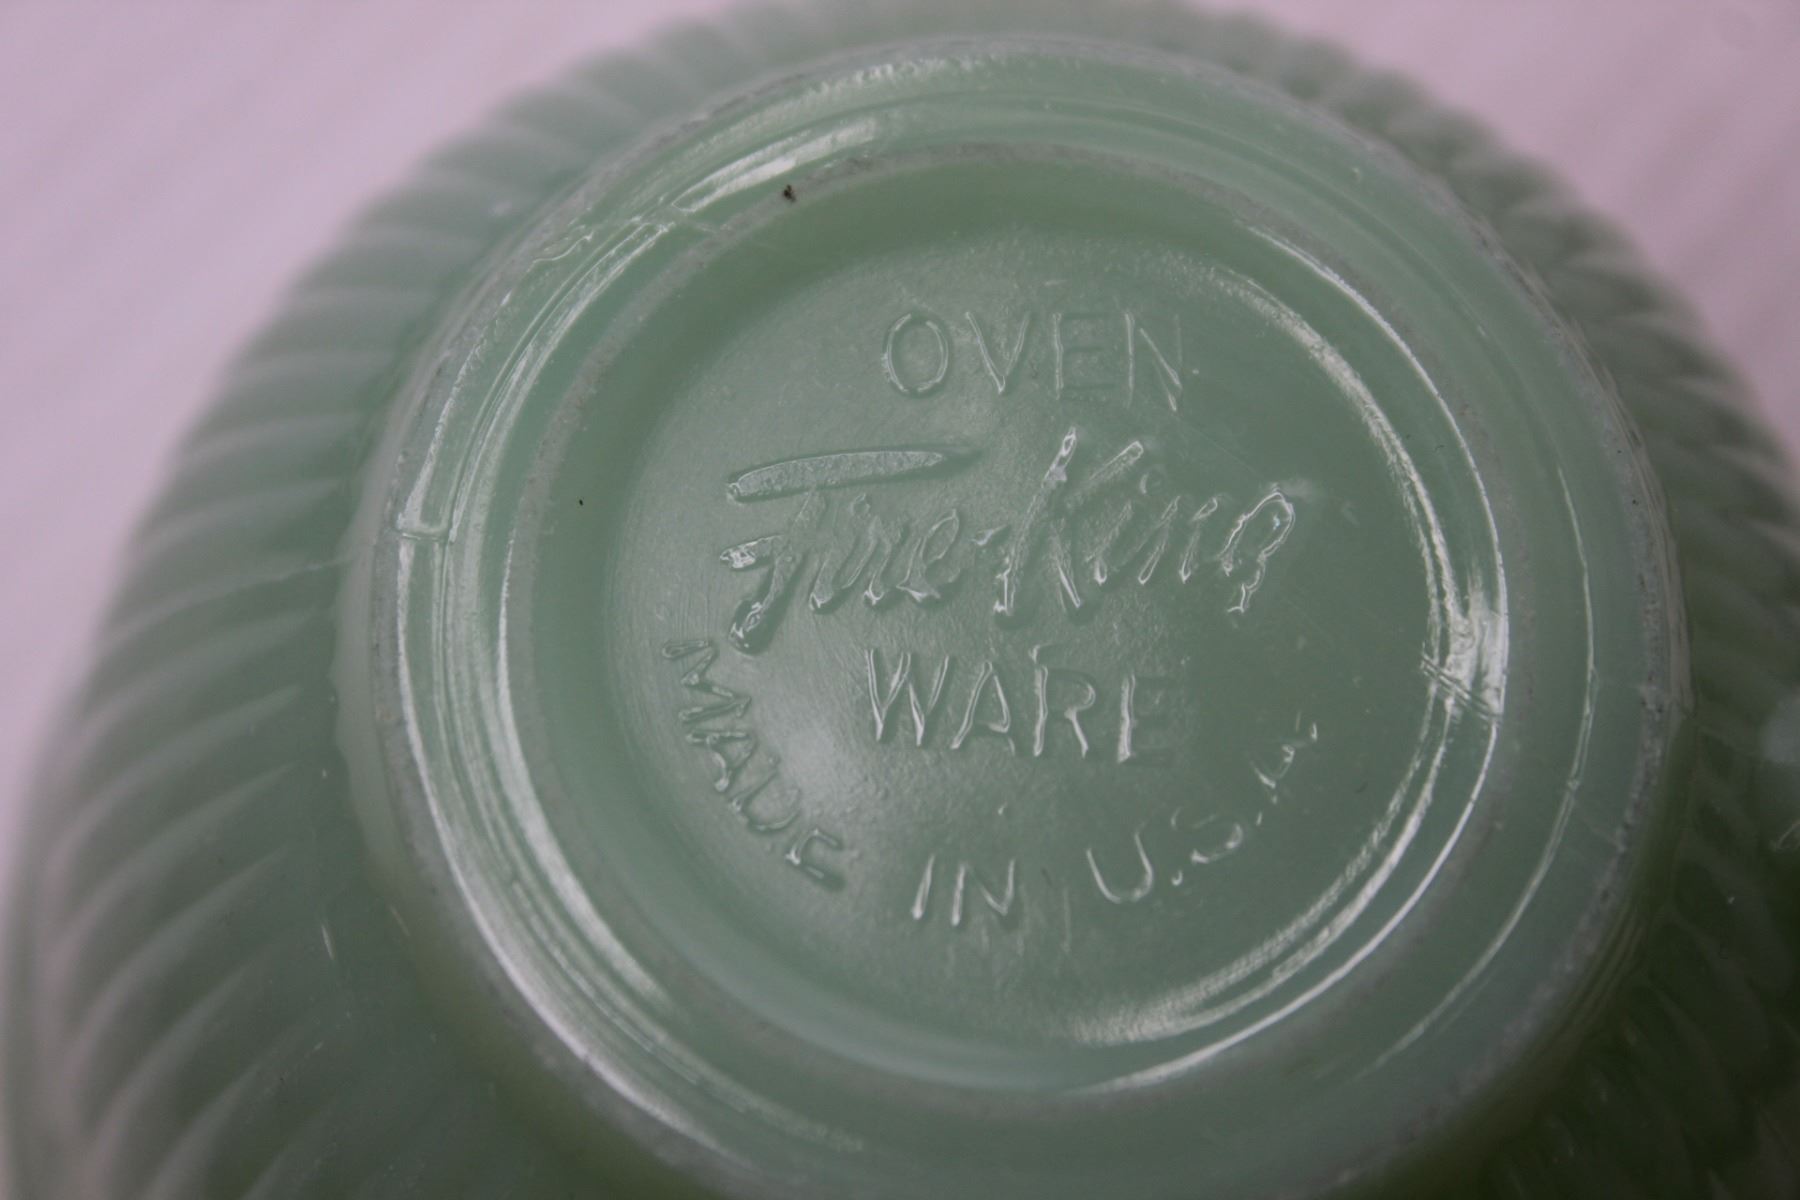 OVEN
Fire-King
WARE
MADE IN U.S.A.